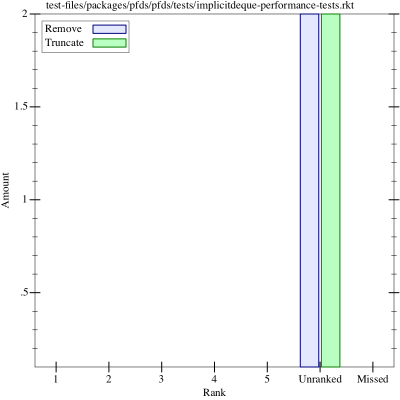 test-files/packages/pfds/pfds/tests/implicitdeque-performance-tests.rkt
Remove
Truncate
2
1.5
1
.5
Amount
1 2 3 4 5 Unranked Missed
Rank